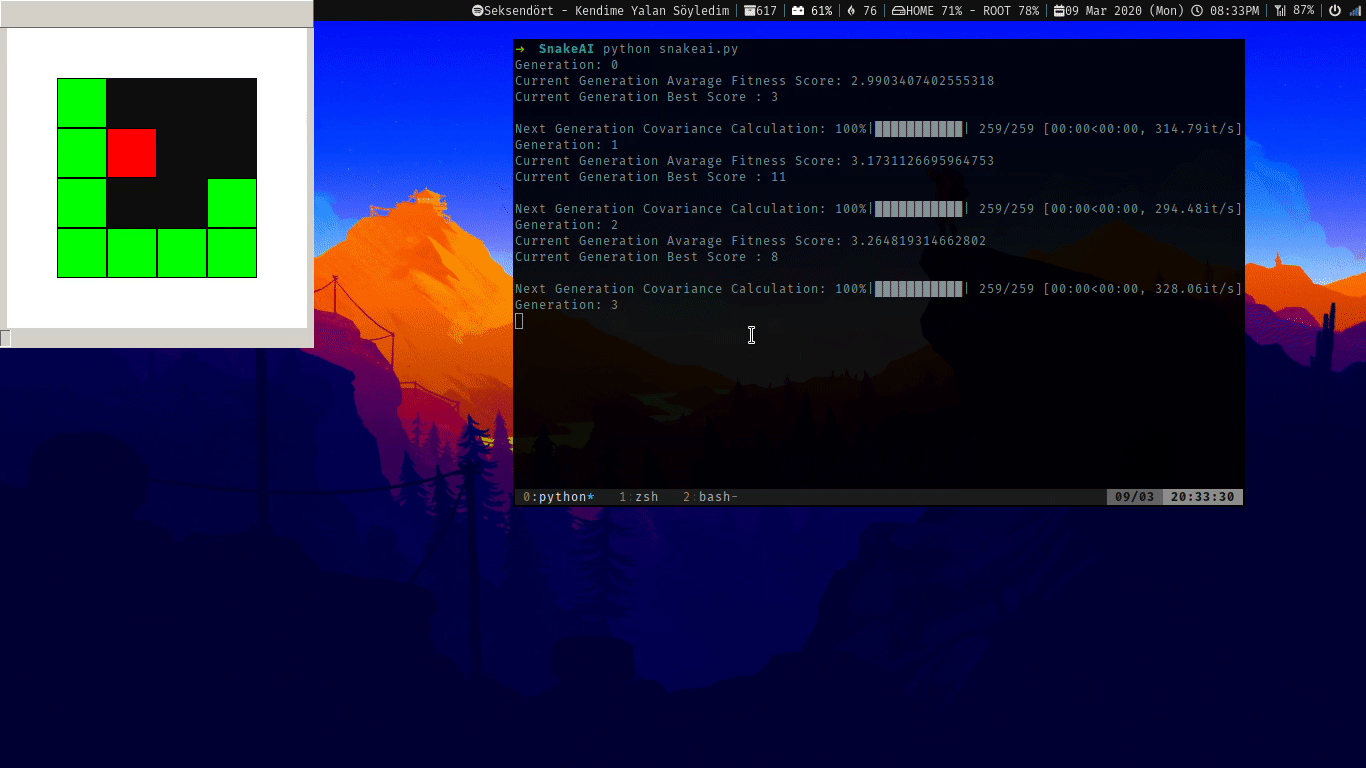 Seksendört - Kendime Yalan Söyledim | 617 | 61% | 76 | HOME 71% - ROOT 78% | 09 Mar 2020 (Mon) 08:33PM | 87% |
→ SnakeAI python snakeai.py
Generation: 0
Current Generation Avarage Fitness Score: 2.9903407402555318
Current Generation Best Score : 3
Next Generation Covariance Calculation: 100%|███████████| 259/259 [00:00<00:00, 314.79it/s]
Generation: 1
Current Generation Avarage Fitness Score: 3.1731126695964753
Current Generation Best Score : 11
Next Generation Covariance Calculation: 100%|███████████| 259/259 [00:00<00:00, 294.48it/s]
Generation: 2
Current Generation Avarage Fitness Score: 3.264819314662802
Current Generation Best Score : 8
Next Generation Covariance Calculation: 100%|███████████| 259/259 [00:00<00:00, 328.06it/s]
Generation: 3
0:python* 1:zsh 2:bash- 09/03 20:33:30